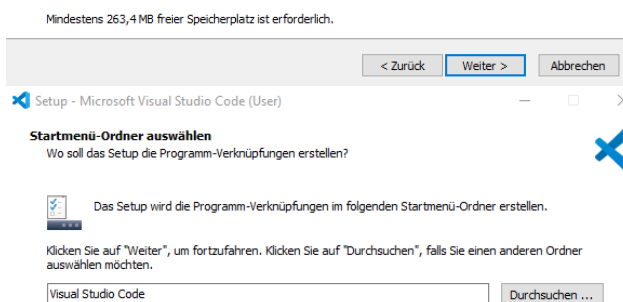 Mindestens 263,4 MB freier Speicherplatz ist erforderlich.
< Zurück Weiter > Abbrechen
Setup - Microsoft Visual Studio Code (User)
Startmenü-Ordner auswählen
Wo soll das Setup die Programm-Verknüpfungen erstellen?
Das Setup wird die Programm-Verknüpfungen im folgenden Startmenü-Ordner erstellen.
Klicken Sie auf "Weiter", um fortzufahren. Klicken Sie auf "Durchsuchen", falls Sie einen anderen Ordner
auswählen möchten.
Visual Studio Code Durchsuchen ...